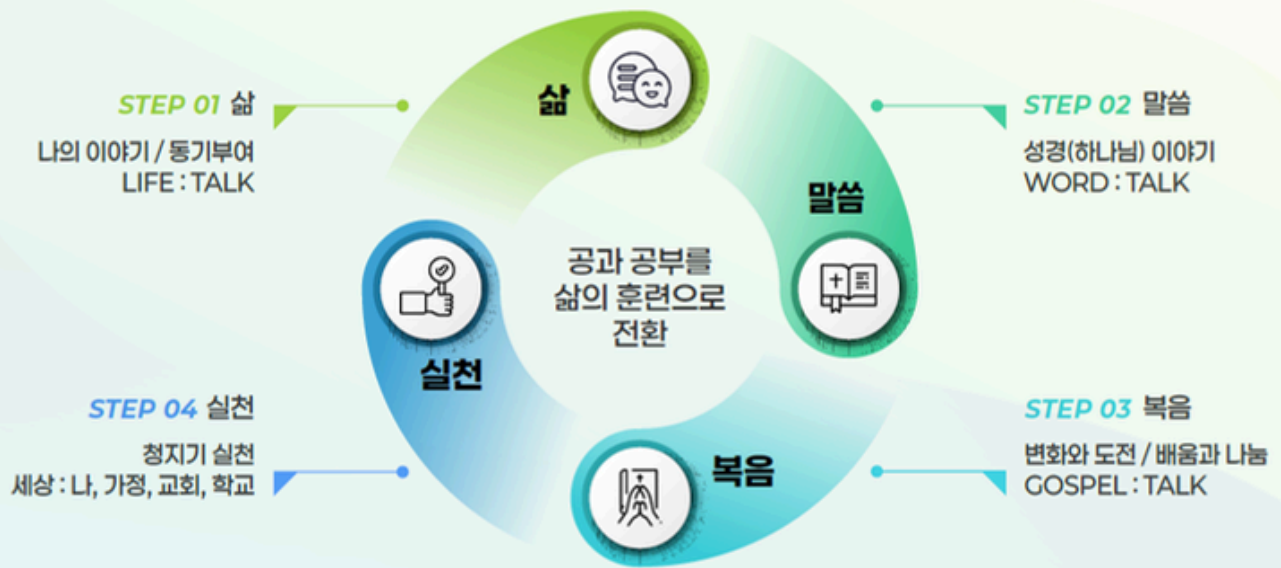 STEP 01 삶
나의 이야기 / 동기부여
LIFE : TALK
삶
STEP 02 말씀
성경(하나님) 이야기
WORD : TALK
말씀
공과 공부를
삶의 훈련으로
전환
실천
STEP 04 실천
청지기 실천
세상 : 나, 가정, 교회, 학교
복음
STEP 03 복음
변화와 도전 / 배움과 나눔
GOSPEL : TALK